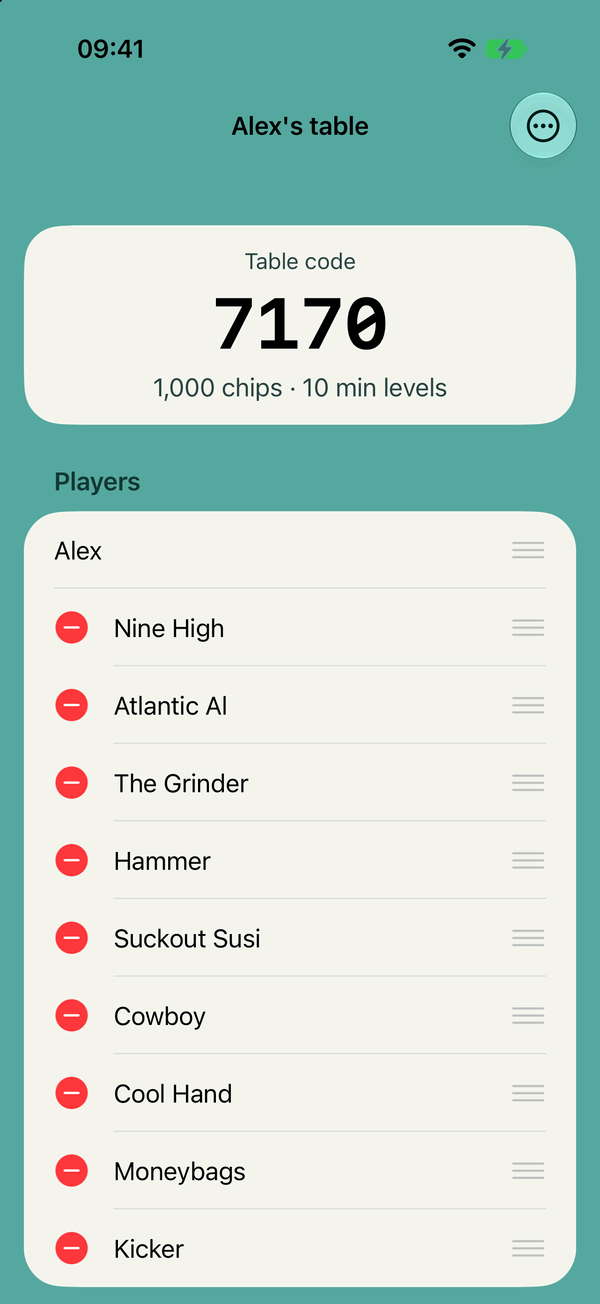 09:41
Alex's table
Table code
7170
1,000 chips · 10 min levels
Players
Alex
Nine High
Atlantic Al
The Grinder
Hammer
Suckout Susi
Cowboy
Cool Hand
Moneybags
Kicker